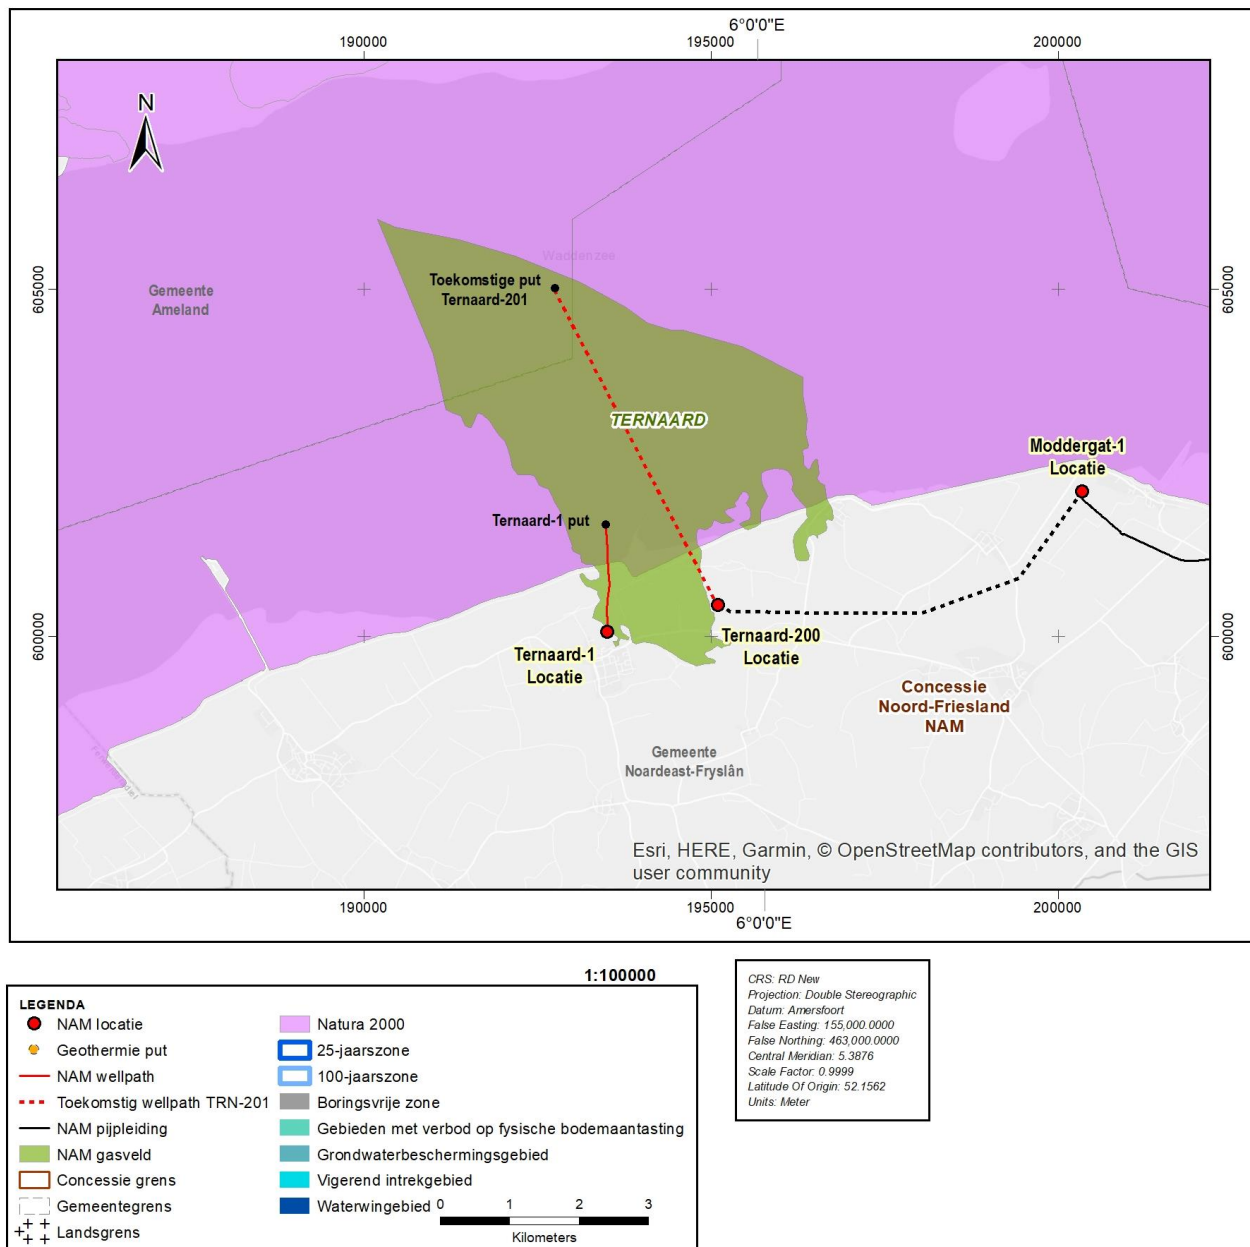 6°0'0"E
190000
195000
200000
N
Waddenzee
605000
605000
Gemeente
Ameland
Toekomstige put
Ternaard-201
TERNAARD
Moddergat-1
Locatie
Ternaard-1 put
600000
600000
Ternaard-1
Locatie
Ternaard-200
Locatie
Concessie
Noord-Friesland
NAM
Gemeente
Noardeast-Fryslân
Esri, HERE, Garmin, © OpenStreetMap contributors, and the GIS
user community
190000
195000
200000
6°0'0"E
1:100000
LEGENDA
NAM locatie
Geothermie put
NAM wellpath
Toekomstig wellpath TRN-201
NAM pijpleiding
NAM gasveld
Concessie grens
Gemeentegrens
Landsgrens
Natura 2000
25-jaarszone
100-jaarszone
Boringsvrije zone
Gebieden met verbod op fysische bodemaantasting
Grondwaterbeschermingsgebied
Vigerend intrekgebied
Waterwingebied
0 1 2 3
Kilometers
CRS: RD New
Projection: Double Stereographic
Datum: Amersfoort
False Easting: 155,000.0000
False Northing: 463,000.0000
Central Meridian: 5.3876
Scale Factor: 0.9999
Latitude Of Origin: 52.1562
Units: Meter